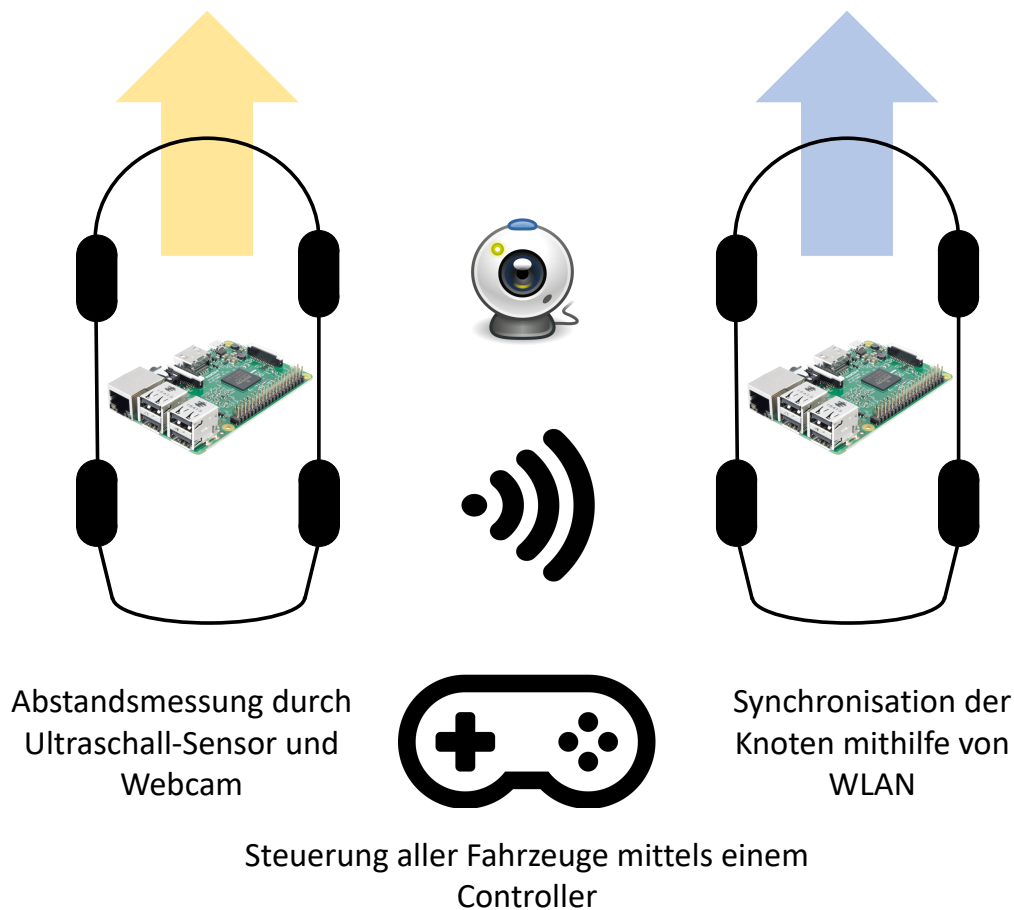 Abstandsmessung durch
Ultraschall-Sensor und
Webcam
Synchronisation der
Knoten mithilfe von
WLAN
Steuerung aller Fahrzeuge mittels einem
Controller